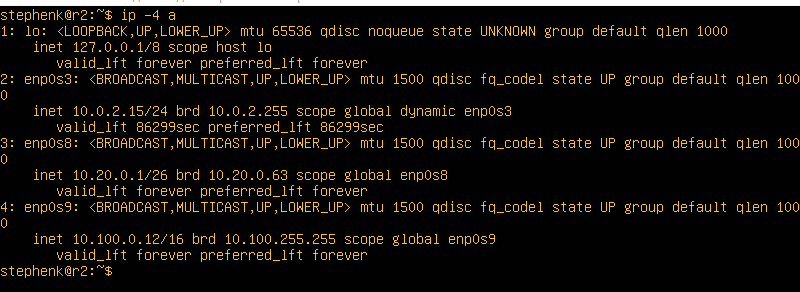 stephenk@r2:~$ ip -4 a
1: lo: <LOOPBACK,UP,LOWER_UP> mtu 65536 qdisc noqueue state UNKNOWN group default qlen 1000
    inet 127.0.0.1/8 scope host lo
       valid_lft forever preferred_lft forever
2: enp0s3: <BROADCAST,MULTICAST,UP,LOWER_UP> mtu 1500 qdisc fq_codel state UP group default qlen 100
0
    inet 10.0.2.15/24 brd 10.0.2.255 scope global dynamic enp0s3
       valid_lft 86299sec preferred_lft 86299sec
3: enp0s8: <BROADCAST,MULTICAST,UP,LOWER_UP> mtu 1500 qdisc fq_codel state UP group default qlen 100
0
    inet 10.20.0.1/26 brd 10.20.0.63 scope global enp0s8
       valid_lft forever preferred_lft forever
4: enp0s9: <BROADCAST,MULTICAST,UP,LOWER_UP> mtu 1500 qdisc fq_codel state UP group default qlen 100
0
    inet 10.100.0.12/16 brd 10.100.255.255 scope global enp0s9
       valid_lft forever preferred_lft forever
stephenk@r2:~$